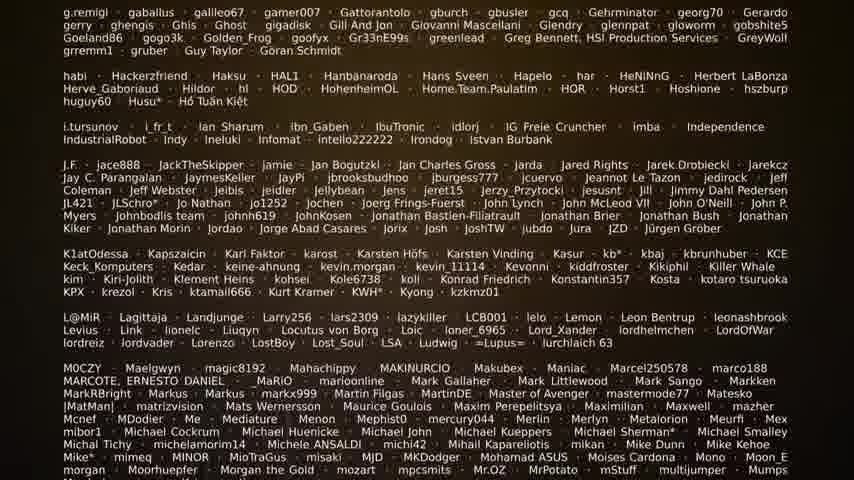 g.remigi · gaballus · galileo67 · gamer007 · Gattorantolo · gburch · gbusler · gcq · Gehrminator · georg70 · Gerardo
gerry · ghengis · Ghis · Ghost · gigadisk · Gill And Jon · Giovanni Mascellani · Glendry · glennpat · gloworm · gobshite5
Goeland86 · gogo3k · Golden_Frog · goofyx · Gr33nE99s · greenlead · Greg Bennett, HSI Production Services · GreyWolf
grremm1 · gruber · Guy Taylor · Göran Schmidt
habi · Hackerzfriend · Haksu · HAL1 · Hanbanaroda · Hans Sveen · Hapelo · har · HeNiNnG · Herbert LaBonza
Herve_Gaboriaud · Hildor · hl · HOD · HohenheimOL · Home.Team.Paulatim · HOR · Horst1 · Hoshione · hszburp
huguy60 · Husu* · Hồ Tuấn Kiệt
i.tursunov · i_fr_t · Ian Sharum · ibn_Gaben · IbuTronic · idlorj · IG Freie Cruncher · imba · Independence
IndustrialRobot · Indy · Ineluki · Infomat · intello222222 · Irondog · Istvan Burbank
J.F. · jace888 · JackTheSkipper · jamie · Jan Bogutzki · Jan Charles Gross · jarda · Jared Rights · Jarek Drobiecki · Jarekcz
Jay C. Parangalan · JaymesKeller · JayPi · jbrooksbudhoo · jburgess777 · jcuervo · Jeannot Le Tazon · jedirock · Jeff
Coleman · Jeff Webster · Jeibis · jeidler · Jellybean · Jens · jeret15 · Jerzy_Przytocki · jesusnt · Jill · Jimmy Dahl Pedersen
JL421 · JLSchro* · Jo Nathan · jo1252 · Jochen · Joerg Frings-Fuerst · John Lynch · John McLeod VII · John O'Neill · John P.
Myers · Johnbodlis team · johnh619 · JohnKosen · Jonathan Bastien-Filiatrault · Jonathan Brier · Jonathan Bush · Jonathan
Kiker · Jonathan Morin · Jordao · Jorge Abad Casares · Jorix · Josh · JoshTW · jubdo · Jura · JZD · Jürgen Gröber
K1atOdessa · Kapszaicin · Karl Faktor · karost · Karsten Höfs · Karsten Vinding · Kasur · kb* · kbaj · kbrunhuber · KCE
Keck_Komputers · Kedar · keine-ahnung · kevin.morgan · kevin_11114 · Kevonni · kiddfroster · Kikiphil · Killer Whale
kim · Kiri-Jolith · Klement Heins · kohsei · Kole6738 · koli · Konrad Friedrich · Konstantin357 · Kosta · kotaro tsuruoka
KPX · krezol · Kris · ktamail666 · Kurt Kramer · KWH* · Kyong · kzkmz01
L@MiR · Lagittaja · Landjunge · Larry256 · lars2309 · lazykiller · LCB001 · lelo · Lemon · Leon Bentrup · leonashbrook
Levius · Link · lionelc · Liuqyn · Locutus von Borg · Loic · loner_6965 · Lord_Xander · lordhelmchen · LordOfWar
lordreiz · lordvader · Lorenzo · LostBoy · Lost_Soul · LSA · Ludwig · =Lupus= · lurchlaich 63
M0CZY · Maelgwyn · magic8192 · Mahachippy · MAKINURCIO · Makubex · Maniac · Marcel250578 · marco188
MARCOTE, ERNESTO DANIEL · _MaRiO · marioonline · Mark Gallaher · Mark Littlewood · Mark Sango · Markken
MarkRBright · Markus · Markus · markx999 · Martin Filgas · MartinDE · Master of Avenger · mastermode77 · Matesko
|MatMan| · matrizvision · Mats Wernersson · Maurice Goulois · Maxim Perepelitsya · Maximilian · Maxwell · mazher
Mcnef · MDodier · Me · Mediature · Menon · Mephist0 · mercury044 · Merlin · Merlyn · Metalorion · Meurfi · Mex
mibor1 · Michael Cockrum · Michael Huenicke · Michael John · Michael Kueppers · Michael Sherman* · Michael Smalley
Michal Tichy · michelamorim14 · Michele ANSALDI · michi42 · Mihail Kapareliotis · mikan · Mike Dunn · Mike Kehoe
Mike* · mimeq · MINOR · MioTraGus · misaki · MJD · MKDodger · Mohamad ASUS · Moises Cardona · Mono · Moon_E
morgan · Moorhuepfer · Morgan the Gold · mozart · mpcsmits · Mr.OZ · MrPotato · mStuff · multijumper · Mumps